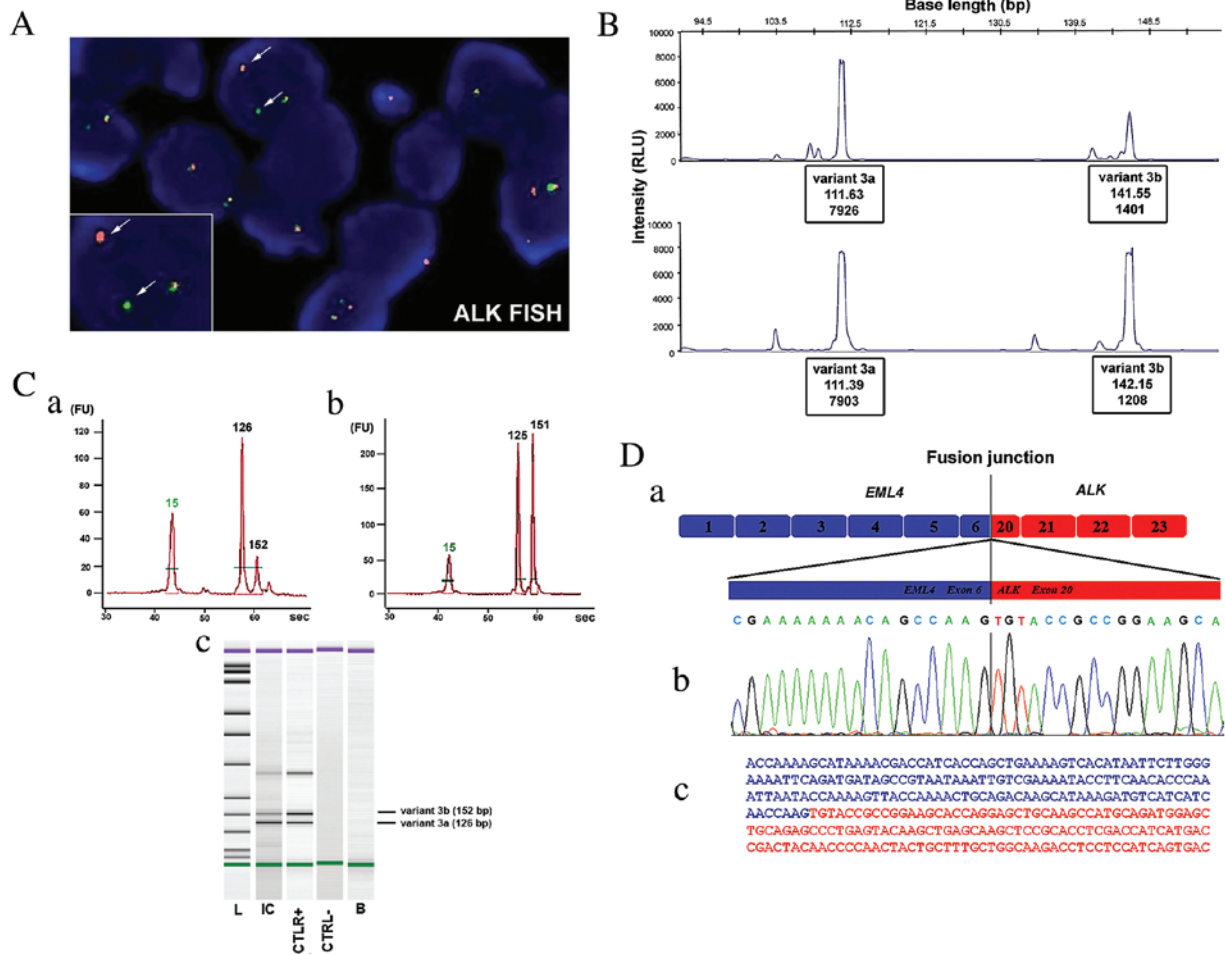 A
ALK FISH
B
Base length (bp)
94.5 103.5 112.5 121.5 130.5 139.5 148.5
Intensity (RLU)
10000
8000
6000
4000
2000
0
variant 3a
111.63
7926
variant 3b
141.55
1401
10000
8000
6000
4000
2000
0
variant 3a
111.39
7903
variant 3b
142.15
1208
C
a
(FU)
120
100
80
60
40
20
0
15
126
152
30 40 50 60 sec
b
(FU)
200
150
100
50
0
15
125
151
30 40 50 60 sec
c
variant 3b (152 bp)
variant 3a (126 bp)
L IC CTLR+ CTRL- B
D
Fusion junction
a
EML4 ALK
1 2 3 4 5 6 20 21 22 23
EML4 Exon 6 ALK Exon 20
CGAAAAAAACAGCCAAGTGTACCGCCGGAAGCA
b
c
ACCAAAAGCATAAAACGACCATCACCAGCTGAAAAGTCACATAATTCTTGGG
AAAATTCAGATGATAGCCGTAATAAATTGTCGAAAATACCTTCAACACCCAA
ATTAATACCAAAAGTTACCAAAACTGCAGACAAGCATAAAGATGTCATCATC
AACCAAGTGTACCGCCGGAAGCACCAGGAGCTGCAAGCCATGCAGATGGAGC
TGCAGAGCCCTGAGTACAAGCTGAGCAAGCTCCGCACCTCGACCATCATGAC
CGACTACAACCCCAACTACTGCTTTGCTGGCAAGACCTCCTCCATCAGTGAC